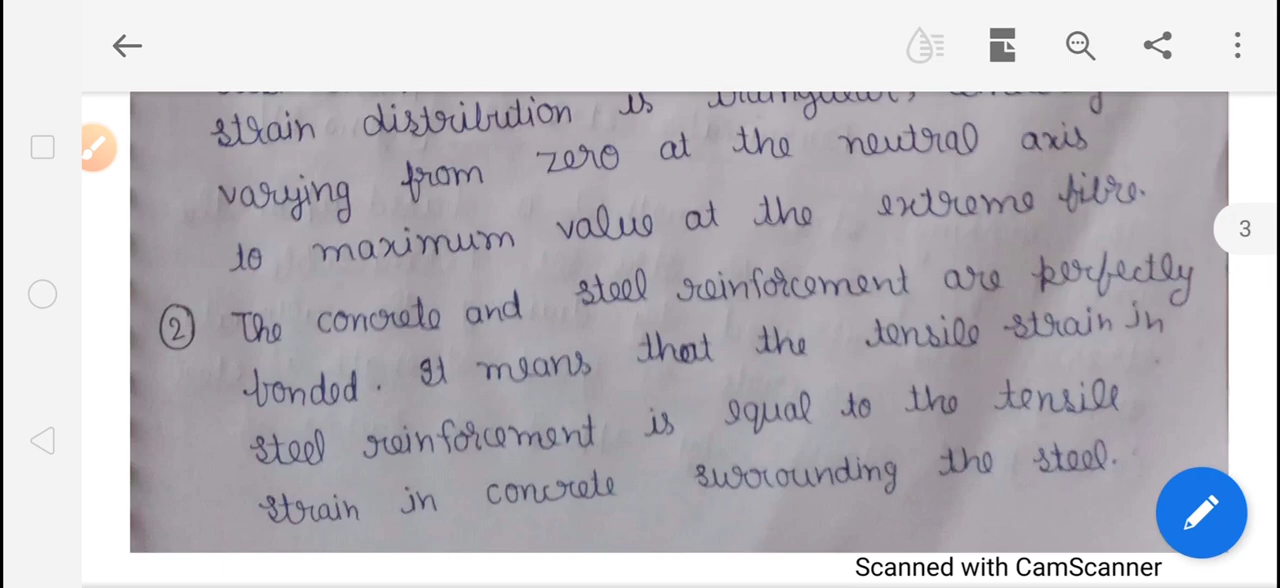 strain distribution is
varying from zero at the neutral axis
to maximum value at the extreme fibre.
② The concrete and steel reinforcement are perfectly
bonded. It means that the tensile strain in
steel reinforcement is equal to the tensile
strain in concrete surrounding the steel.
3
Scanned with CamScanner